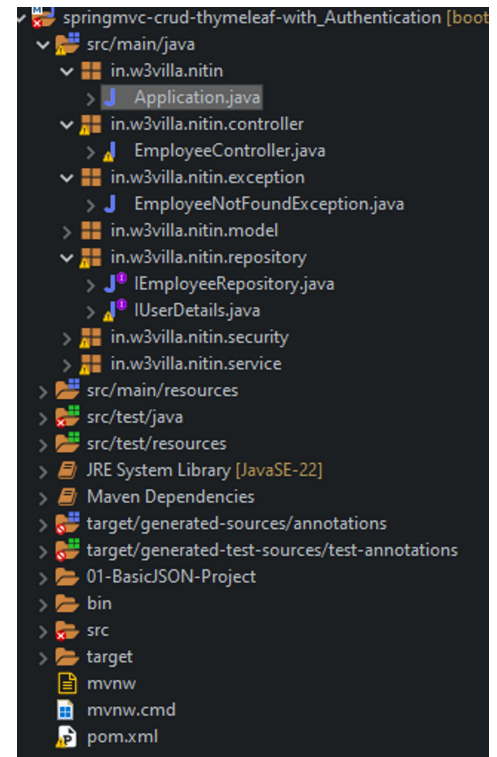 springmvc-crud-thymeleaf-with_Authentication [boot
src/main/java
in.w3villa.nitin
Application.java
in.w3villa.nitin.controller
EmployeeController.java
in.w3villa.nitin.exception
EmployeeNotFoundException.java
in.w3villa.nitin.model
in.w3villa.nitin.repository
IEmployeeRepository.java
IUserDetails.java
in.w3villa.nitin.security
in.w3villa.nitin.service
src/main/resources
src/test/java
src/test/resources
JRE System Library [JavaSE-22]
Maven Dependencies
target/generated-sources/annotations
target/generated-test-sources/test-annotations
01-BasicJSON-Project
bin
src
target
mvnw
mvnw.cmd
pom.xml